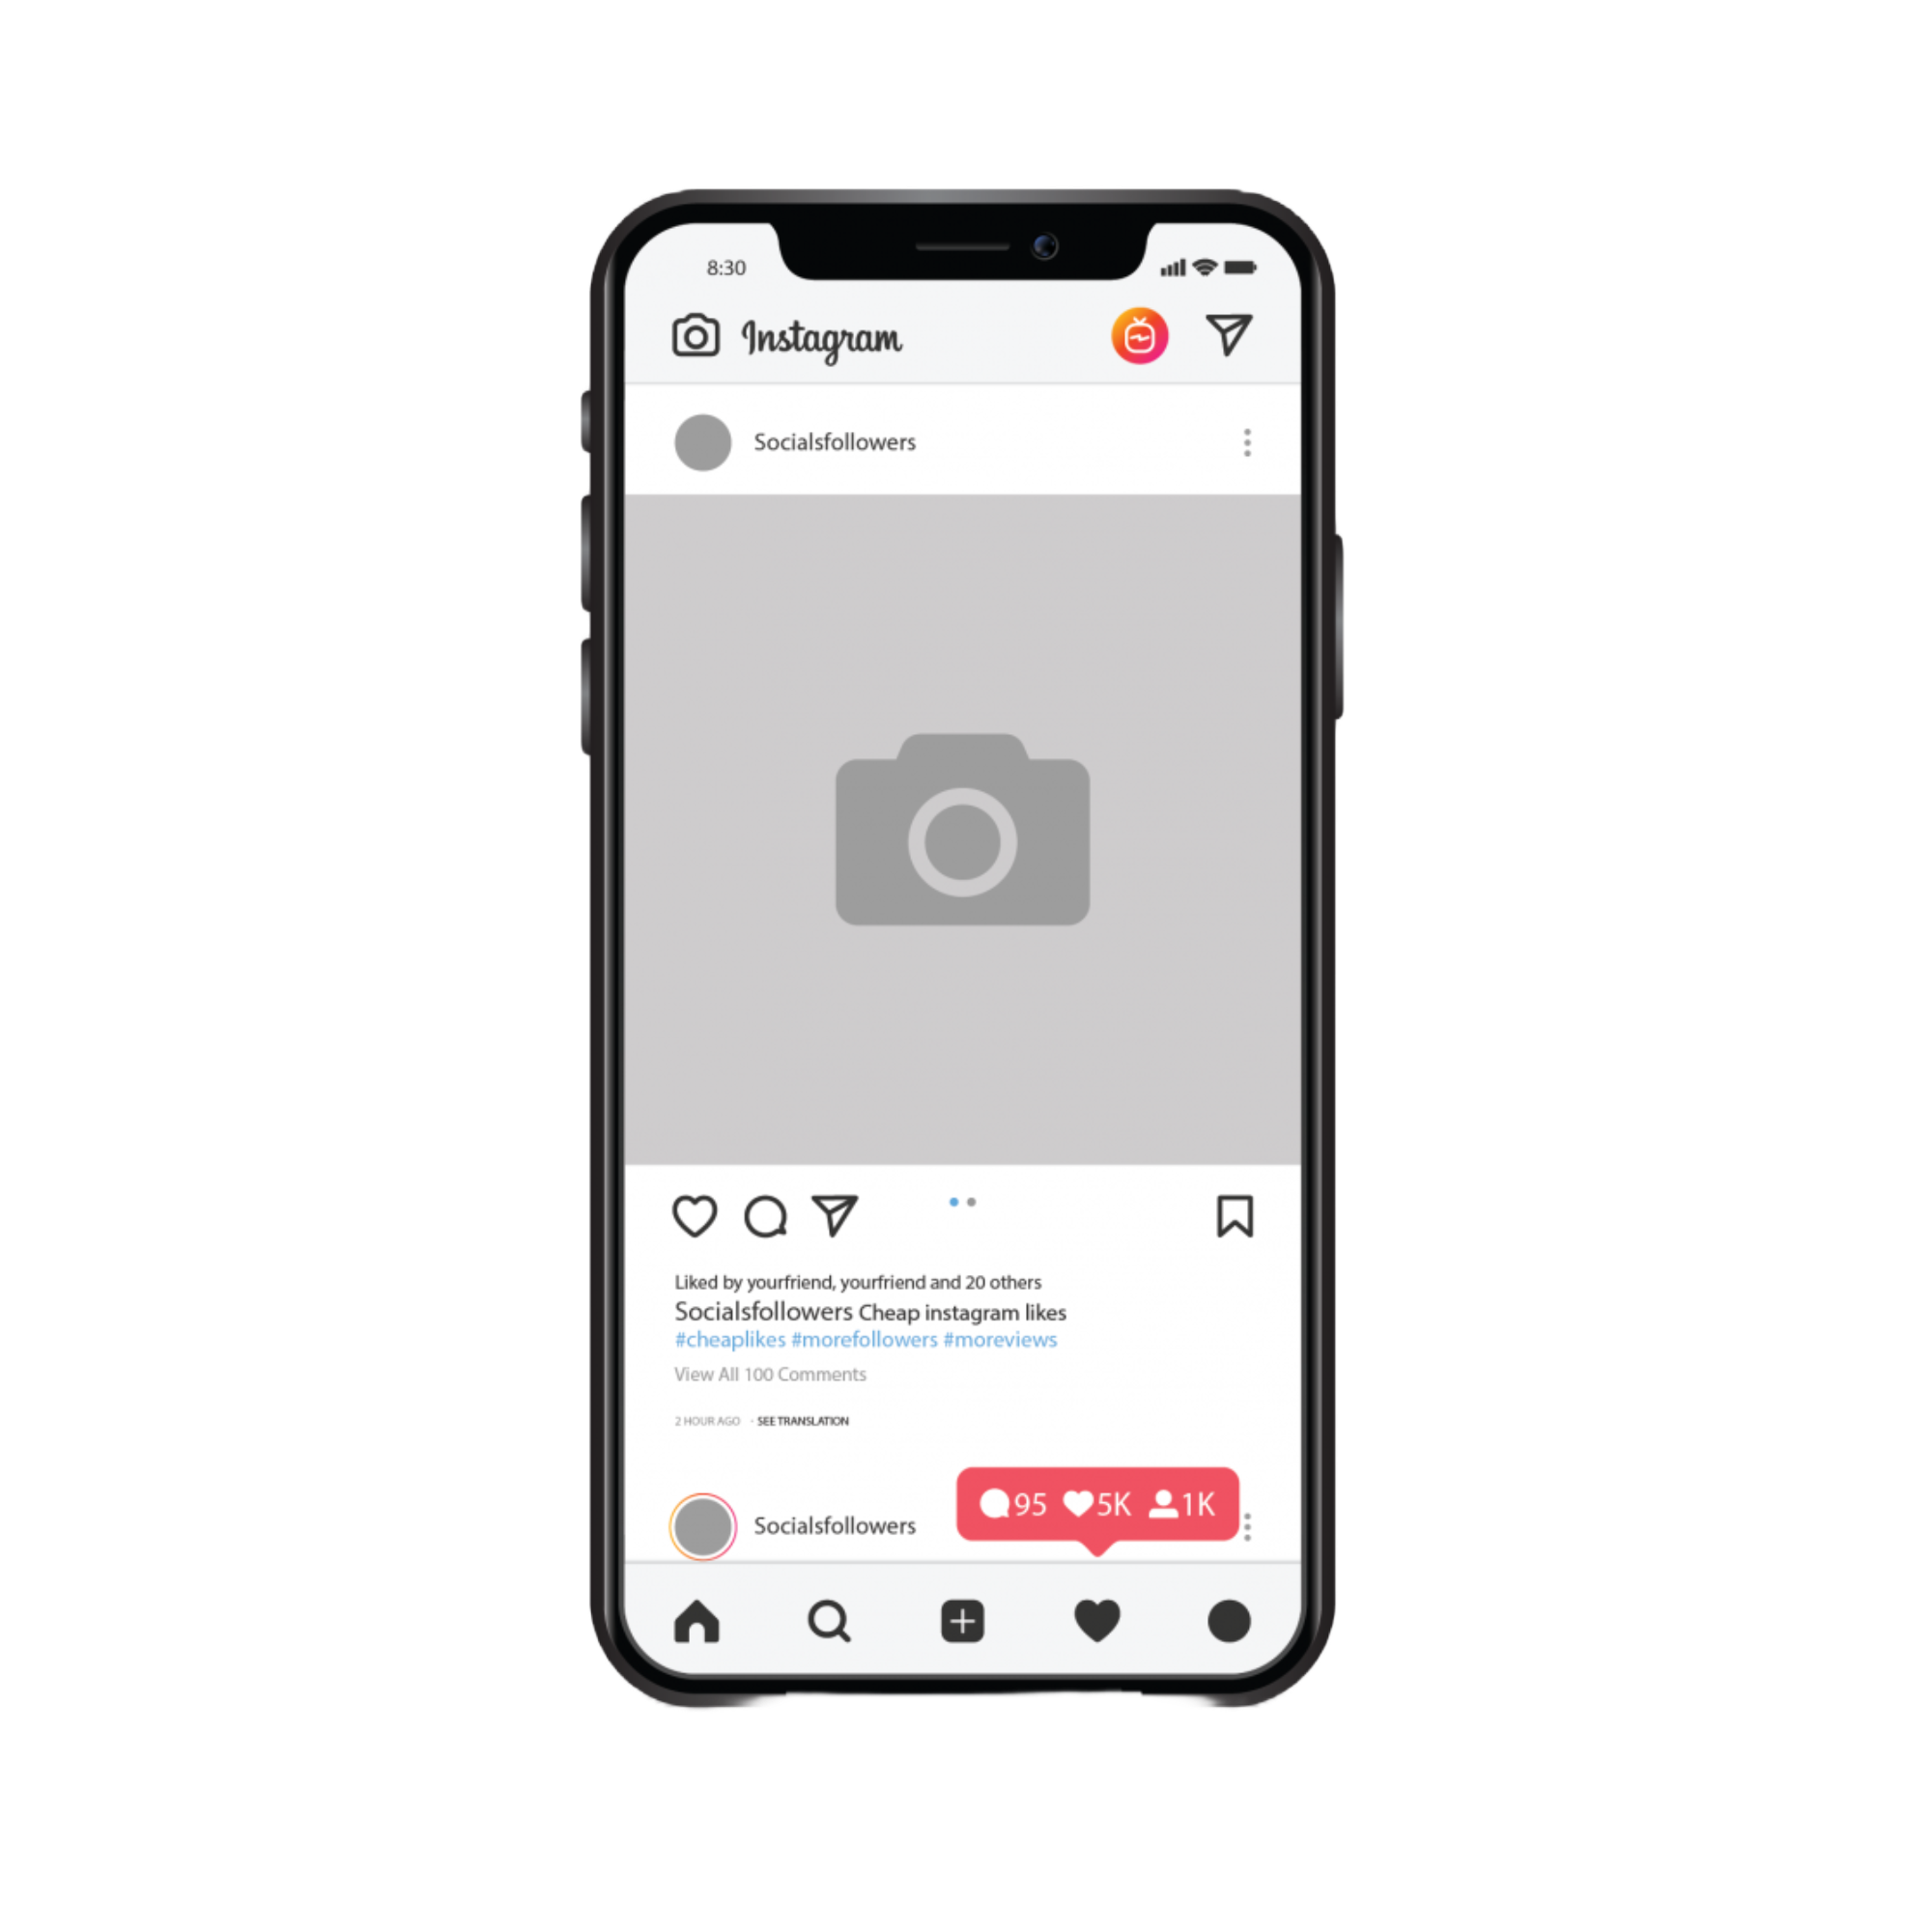 8:30
Instagram
Socialsfollowers
Liked by yourfriend, yourfriend and 20 others
Socialsfollowers Cheap instagram likes
#cheaplikes #morefollowers #moreviews
View All 100 Comments
2 HOUR AGO · SEE TRANSLATION
95 5K 1K
Socialsfollowers